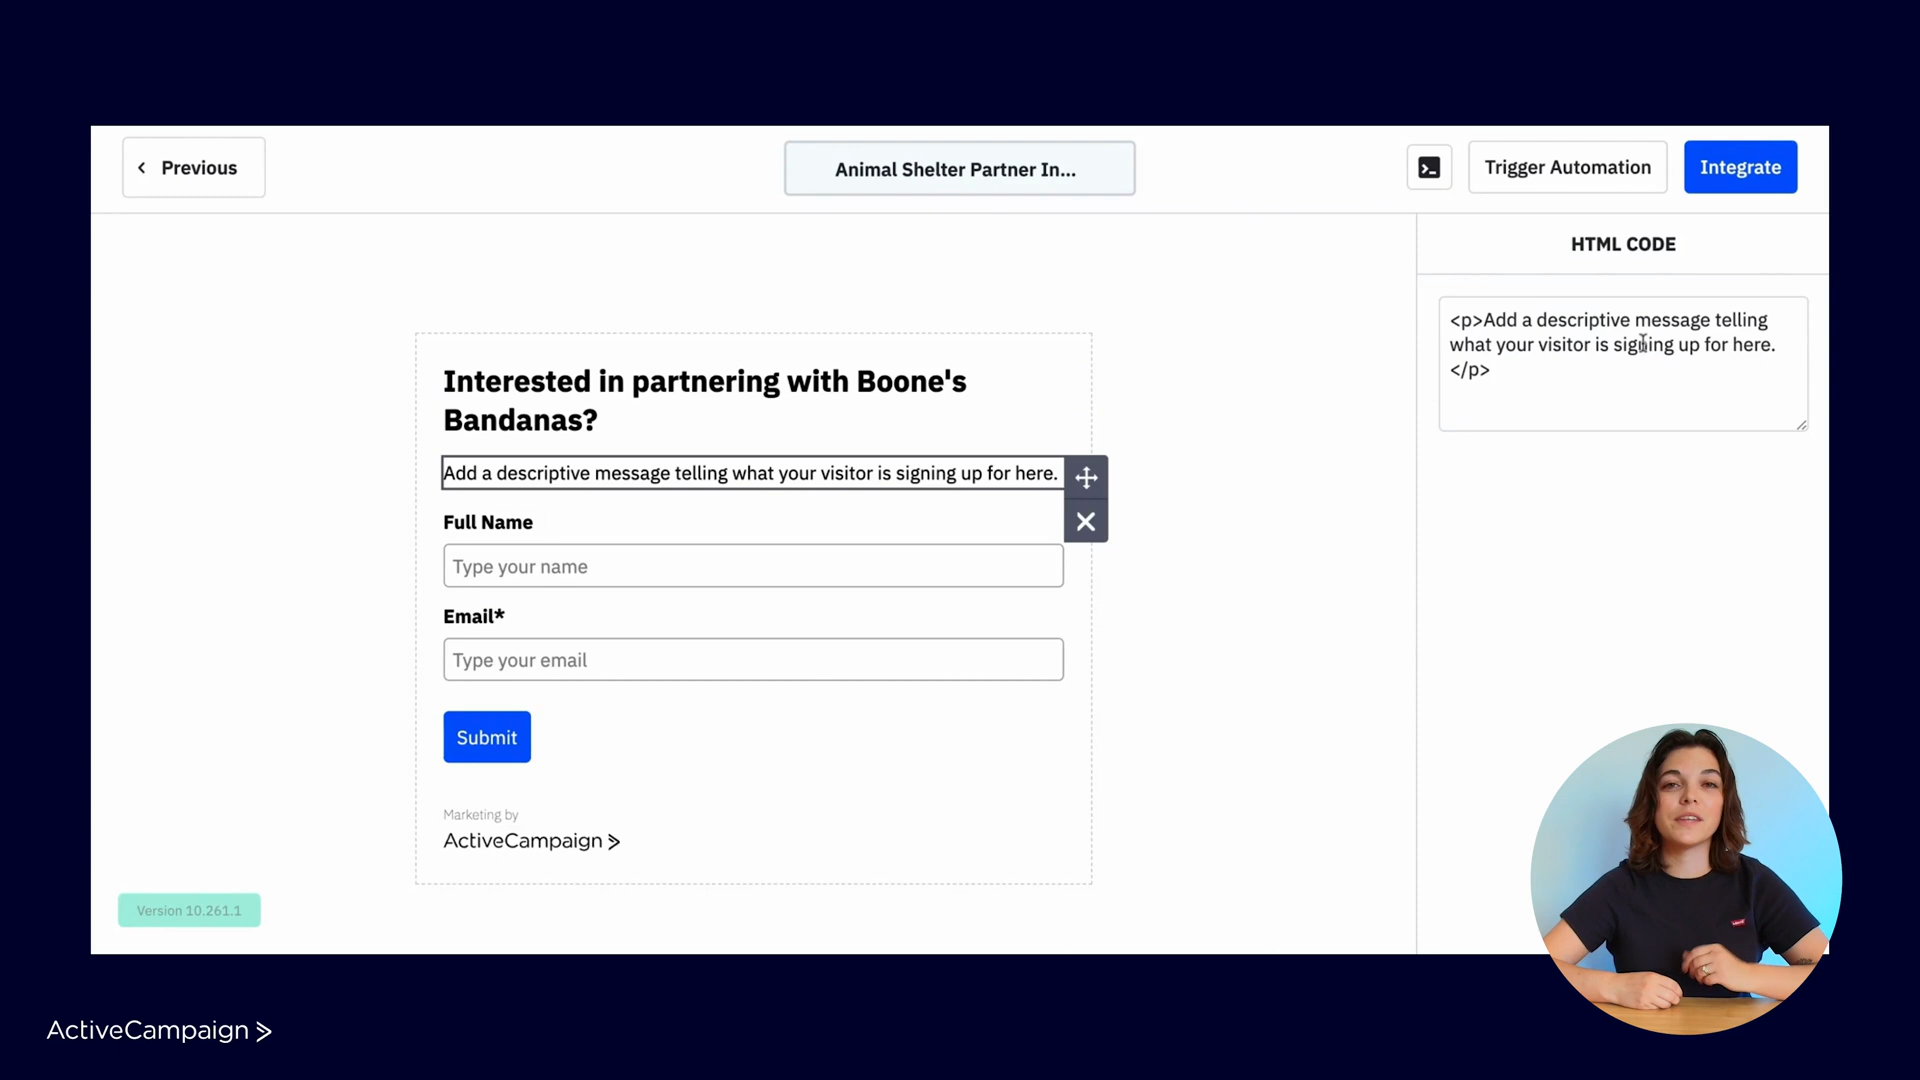 Previous
Animal Shelter Partner In...
Trigger Automation
Integrate
HTML CODE
<p>Add a descriptive message telling
what your visitor is signing up for here.
</p>
Interested in partnering with Boone's
Bandanas?
Add a descriptive message telling what your visitor is signing up for here.
Full Name
Type your name
Email*
Type your email
Submit
Marketing by
ActiveCampaign
Version 10.261.1
ActiveCampaign